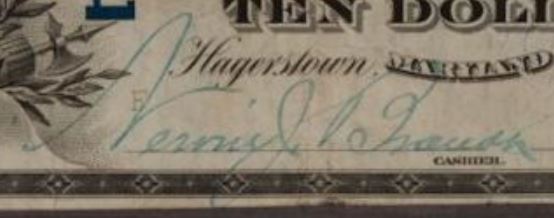 TEN DOLL
Hagerstown, MARYLAND
E
CASHIER.